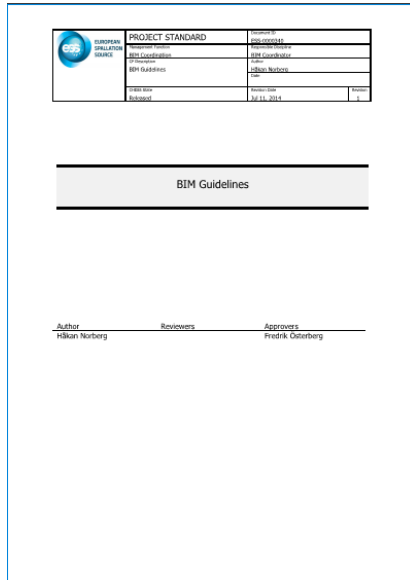 ess
EUROPEAN
SPALLATION
SOURCE
PROJECT STANDARD
Document ID
ESS-0000340
Management Function
BIM Coordination
Responsible Discipline
BIM Coordinator
BIM Guidelines
Author
Håkan Norberg
Date
Released
Revision Date
Jul 11, 2014
Revision
1
BIM Guidelines
Author Reviewers Approvers
Håkan Norberg Fredrik Österberg